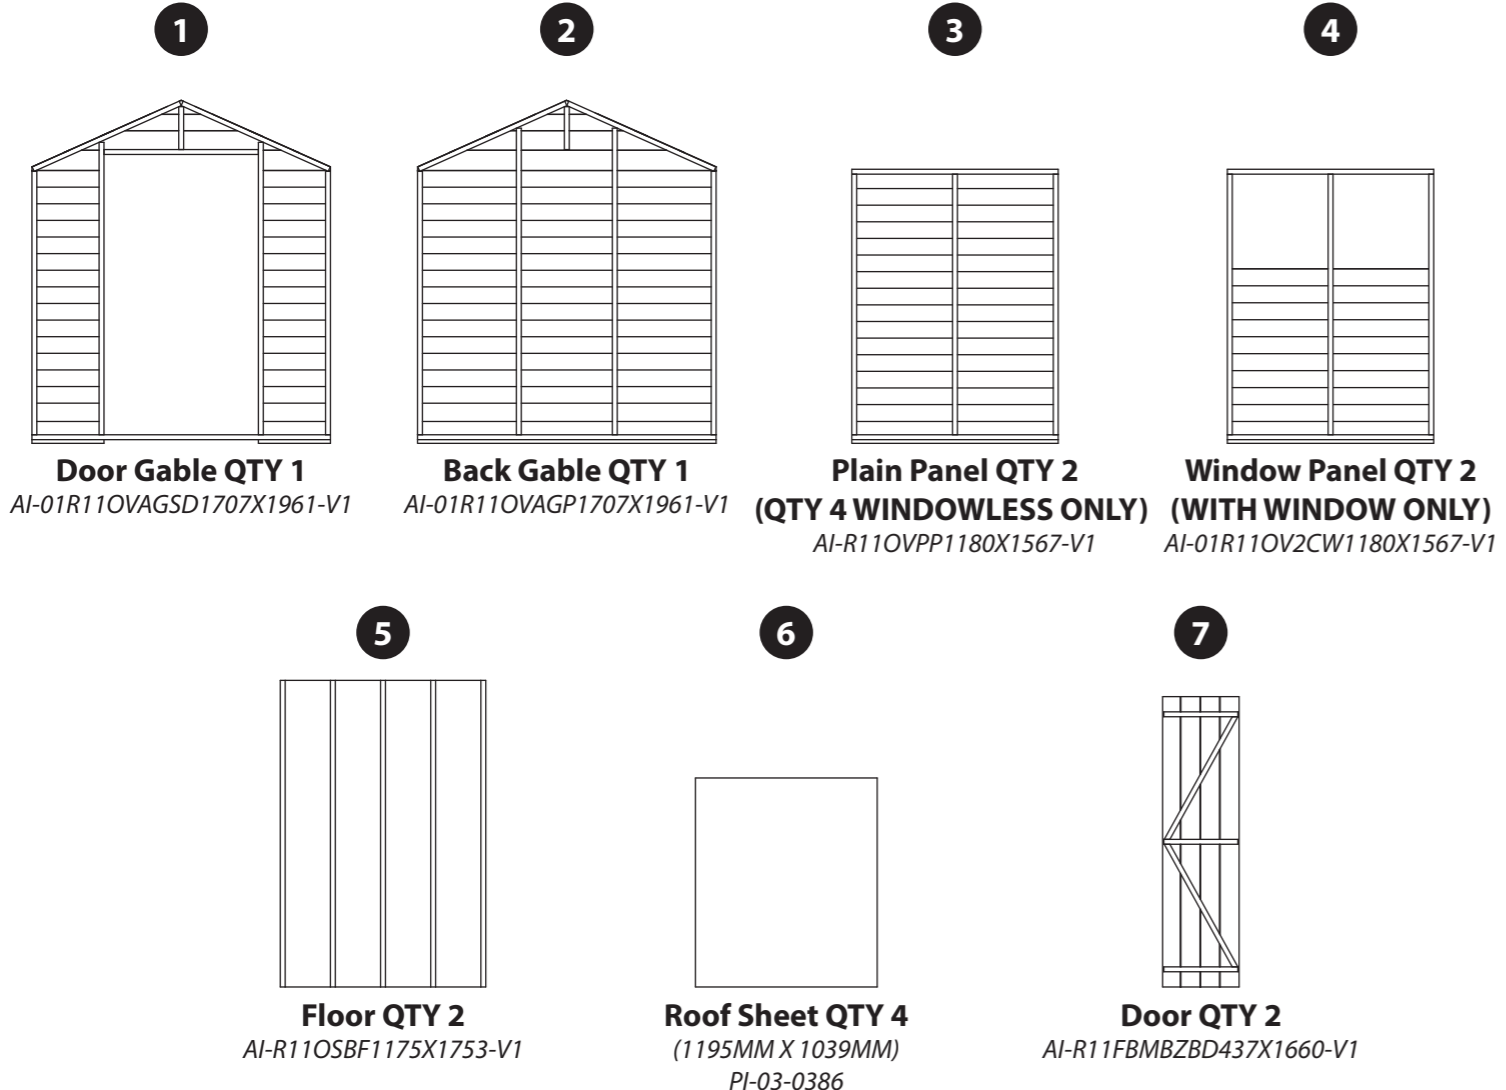 1
2
3
4
Door Gable QTY 1
AI-01R11OVAGSD1707X1961-V1
Back Gable QTY 1
AI-01R11OVAGP1707X1961-V1
Plain Panel QTY 2
(QTY 4 WINDOWLESS ONLY)
AI-R11OVPP1180X1567-V1
Window Panel QTY 2
(WITH WINDOW ONLY)
AI-01R11OV2CW1180X1567-V1
5
6
7
Floor QTY 2
AI-R11OSBF1175X1753-V1
Roof Sheet QTY 4
(1195MM X 1039MM)
PI-03-0386
Door QTY 2
AI-R11FBMBZBD437X1660-V1